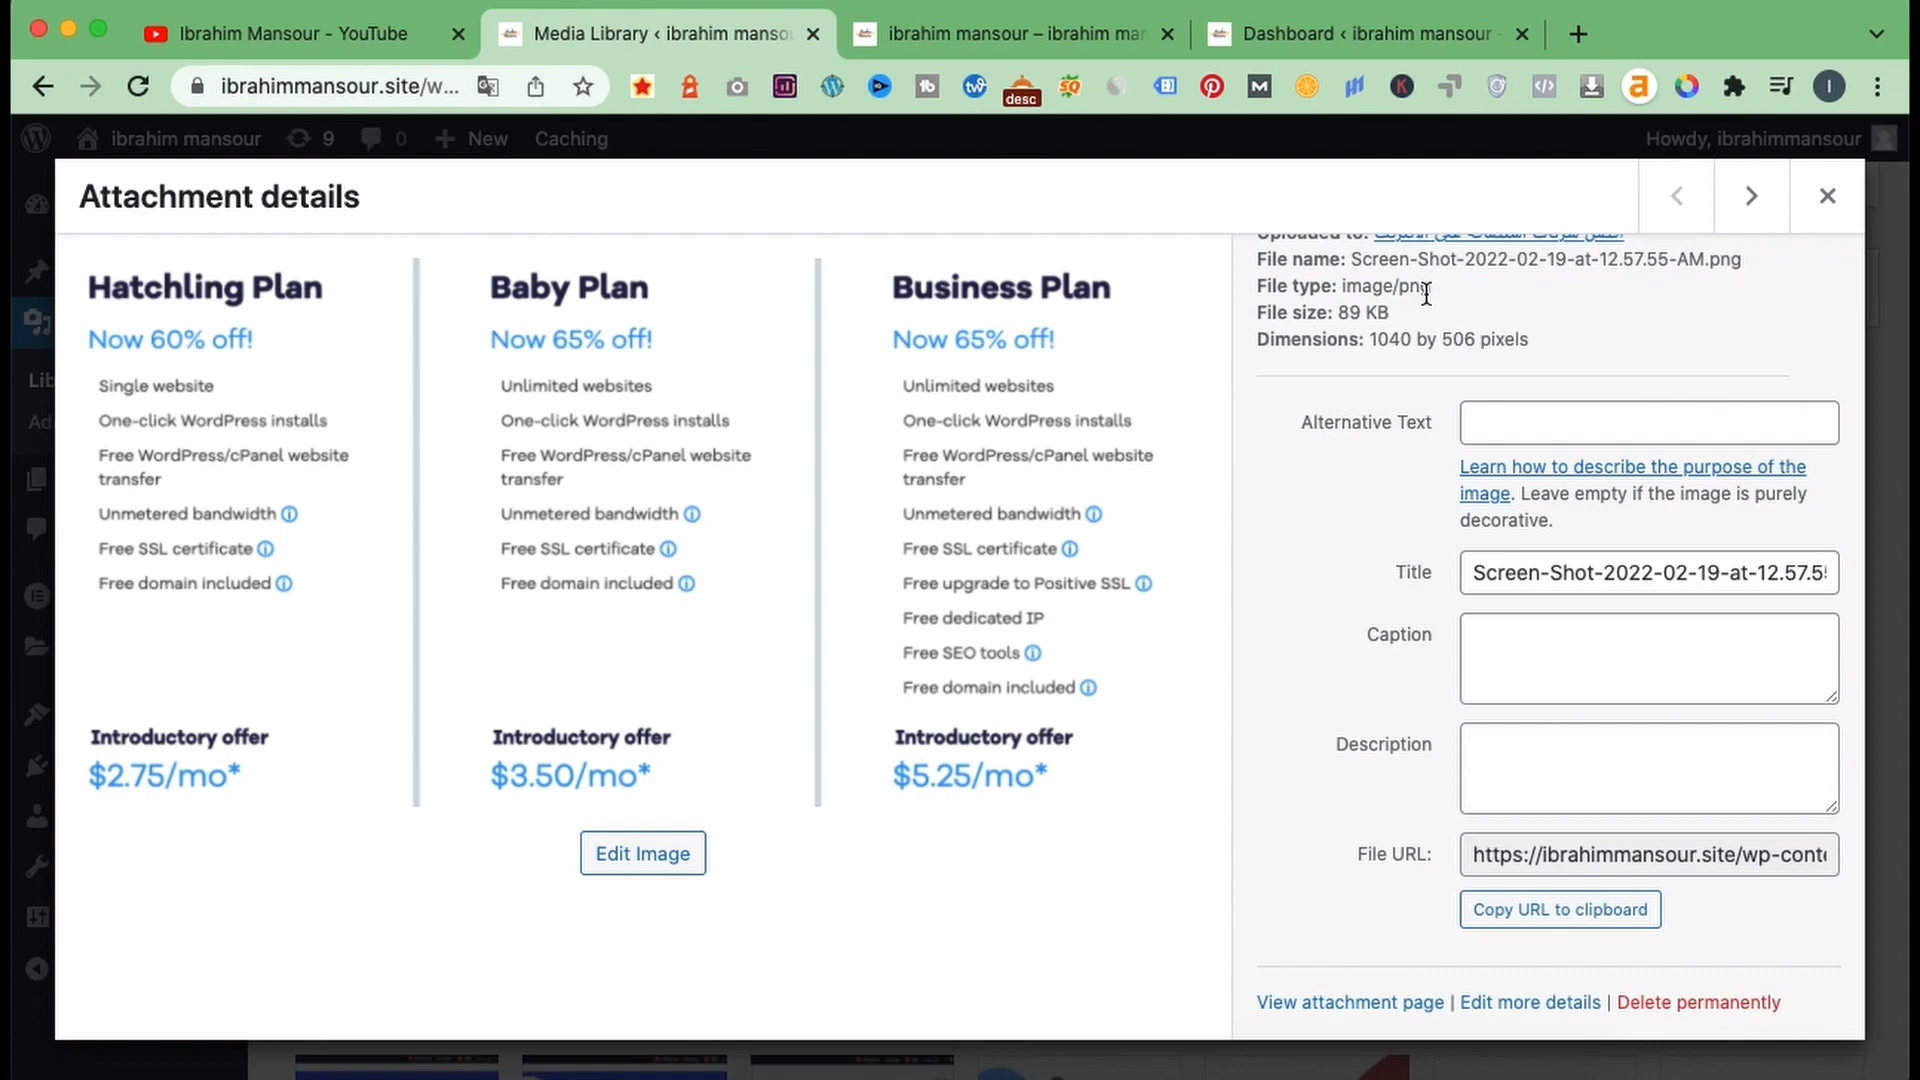 Ibrahim Mansour - YouTube
Media Library ‹ ibrahim manso
ibrahim mansour – ibrahim ma
Dashboard ‹ ibrahim mansour -
ibrahimmansour.site/w...
desc
ibrahim mansour
9
0
New
Caching
Howdy, ibrahimmansour
Attachment details
Hatchling Plan
Now 60% off!
Single website
One-click WordPress installs
Free WordPress/cPanel website
transfer
Unmetered bandwidth
Free SSL certificate
Free domain included
Introductory offer
$2.75/mo*
Baby Plan
Now 65% off!
Unlimited websites
One-click WordPress installs
Free WordPress/cPanel website
transfer
Unmetered bandwidth
Free SSL certificate
Free domain included
Introductory offer
$3.50/mo*
Business Plan
Now 65% off!
Unlimited websites
One-click WordPress installs
Free WordPress/cPanel website
transfer
Unmetered bandwidth
Free SSL certificate
Free upgrade to Positive SSL
Free dedicated IP
Free SEO tools
Free domain included
Introductory offer
$5.25/mo*
Edit Image
Uploaded to:
File name: Screen-Shot-2022-02-19-at-12.57.55-AM.png
File type: image/png
File size: 89 KB
Dimensions: 1040 by 506 pixels
Alternative Text
Learn how to describe the purpose of the
image. Leave empty if the image is purely
decorative.
Title
Screen-Shot-2022-02-19-at-12.57.5
Caption
Description
File URL:
https://ibrahimmansour.site/wp-conte
Copy URL to clipboard
View attachment page | Edit more details | Delete permanently
Lib
Ad